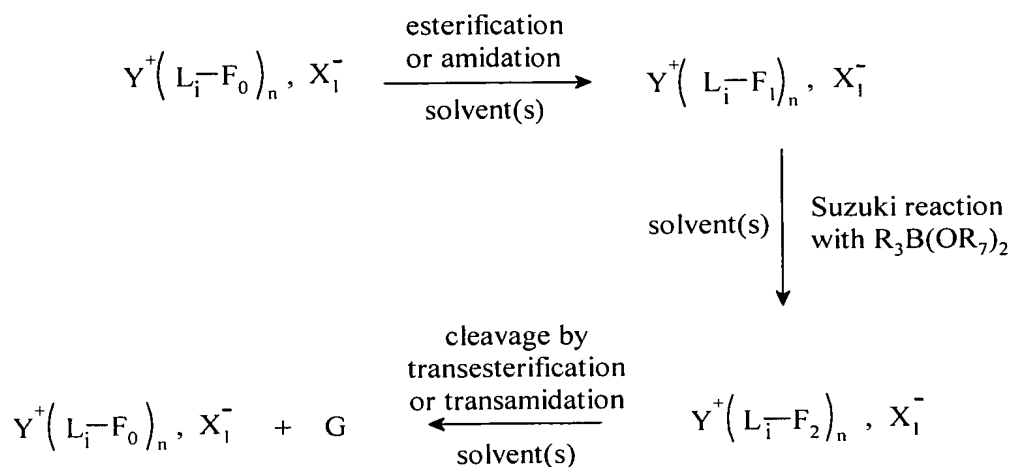 esterification
or amidation
Y⁺(Lᵢ—F₀)ₙ, X₁⁻
solvent(s)
Y⁺(Lᵢ—F₁)ₙ, X₁⁻
solvent(s)
Suzuki reaction
with R₃B(OR₇)₂
cleavage by
transesterification
or transamidation
Y⁺(Lᵢ—F₀)ₙ, X₁⁻ + G
solvent(s)
Y⁺(Lᵢ—F₂)ₙ, X₁⁻